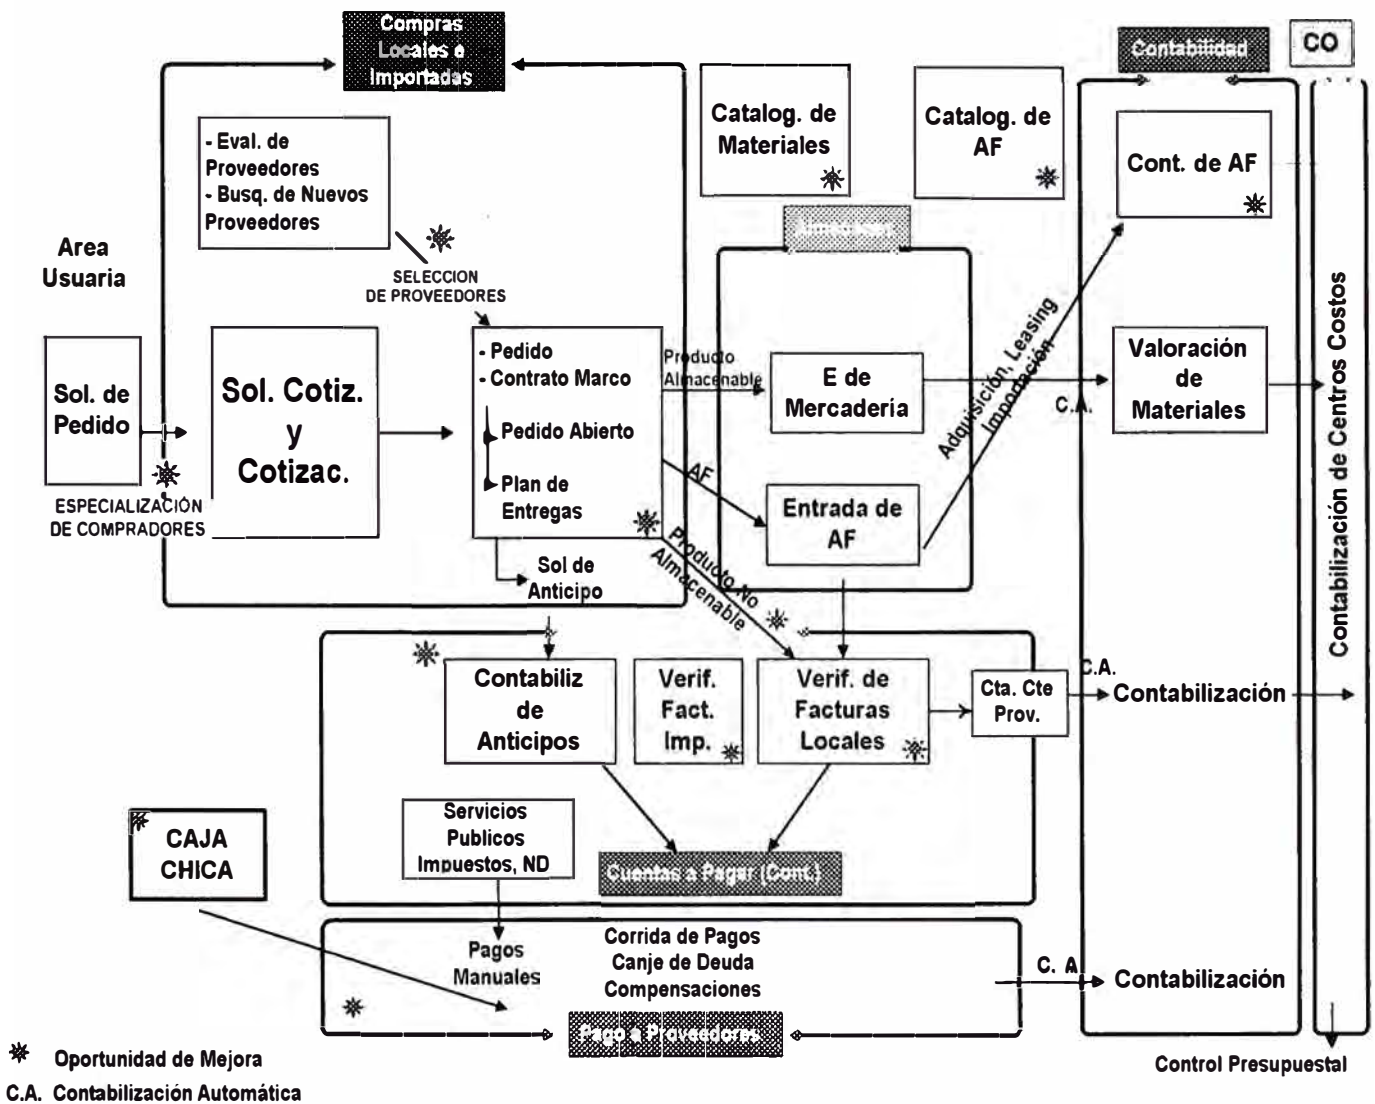 Compras
Locales e
Importadas
Contabilidad
CO
- Eval. de
Proveedores
- Busq. de Nuevos
Proveedores
Catalog. de
Materiales
Catalog. de
AF
Cont. de AF
Area
Usuaria
SELECCION
DE PROVEEDORES
Sol. de
Pedido
Sol. Cotiz.
y
Cotizac.
- Pedido
- Contrato Marco
Pedido Abierto
Plan de
Entregas
Producto
Almacenable
E de
Mercadería
Adquisición, Leasing
Importación
C.A.
Valoración
de
Materiales
Contabilización de Centros Costos
AF
Entrada de
AF
ESPECIALIZACIÓN
DE COMPRADORES
Sol de
Anticipo
Producto No
Almacenable
Contabiliz
de
Anticipos
Verif.
Fact.
Imp.
Verif. de
Facturas
Locales
Cta. Cte
Prov.
C.A.
Contabilización
Servicios
Publicos
Impuestos, ND
CAJA
CHICA
Cuentas a Pagar (Cont.)
Pagos
Manuales
Corrida de Pagos
Canje de Deuda
Compensaciones
C. A
Contabilización
Pago a Proveedores
Control Presupuestal
Oportunidad de Mejora
C.A. Contabilización Automática